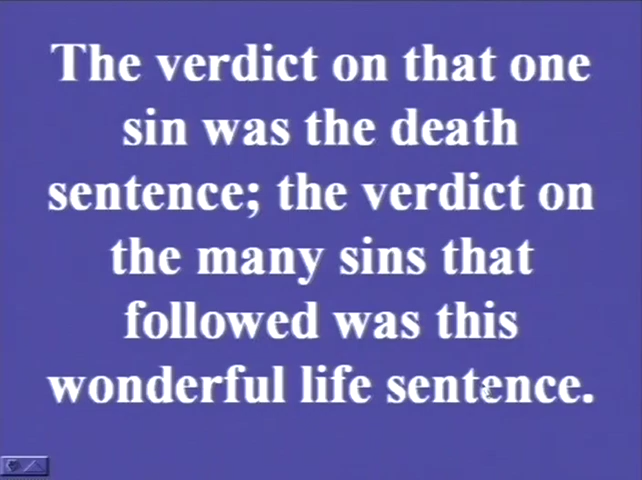 The verdict on that one
sin was the death
sentence; the verdict on
the many sins that
followed was this
wonderful life sentence.